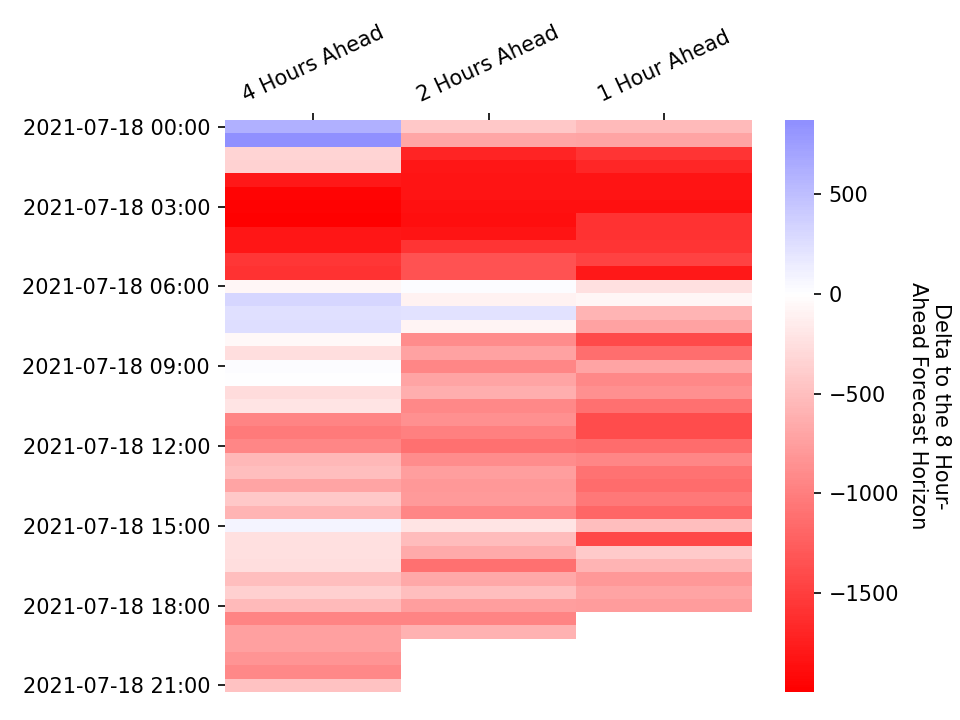 4 Hours Ahead
2 Hours Ahead
1 Hour Ahead
2021-07-18 00:00
2021-07-18 03:00
2021-07-18 06:00
2021-07-18 09:00
2021-07-18 12:00
2021-07-18 15:00
2021-07-18 18:00
2021-07-18 21:00
500
0
−500
−1000
−1500
Delta to the 8 Hour-
Ahead Forecast Horizon